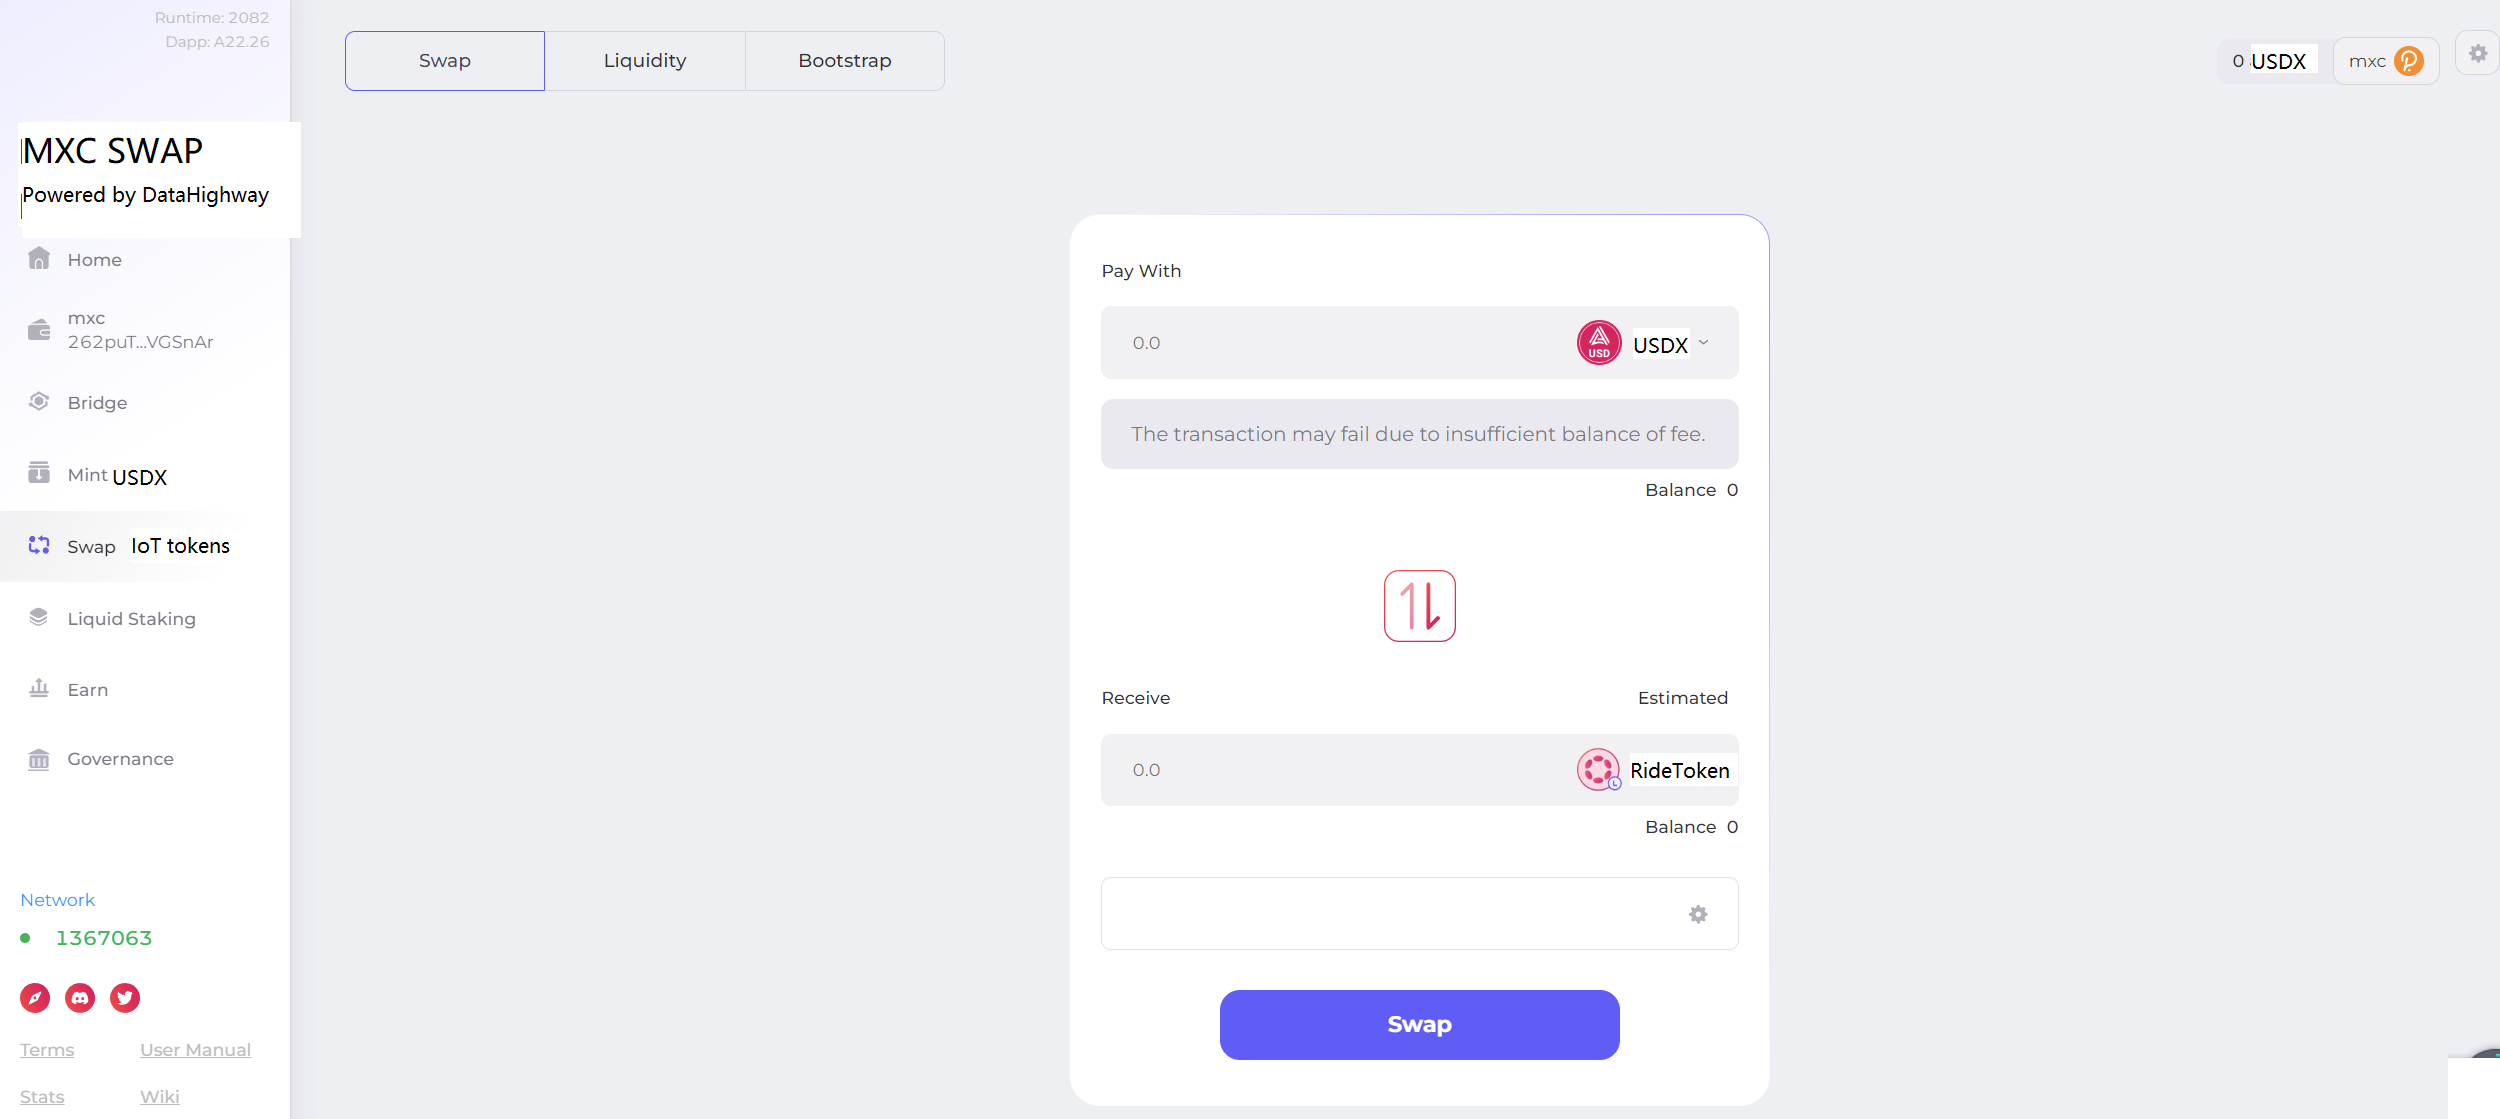 Runtime: 2082
Dapp: A22.26
MXC SWAP
Powered by DataHighway
Home
mxc
262puT...VGSnAr
Bridge
Mint USDX
Swap IoT tokens
Liquid Staking
Earn
Governance
Network
1367063
Terms User Manual
Stats Wiki
Swap Liquidity Bootstrap
0 USDX mxc
Pay With
0.0 USD USDX
The transaction may fail due to insufficient balance of fee.
Balance 0
Receive Estimated
0.0 RideToken
Balance 0
Swap